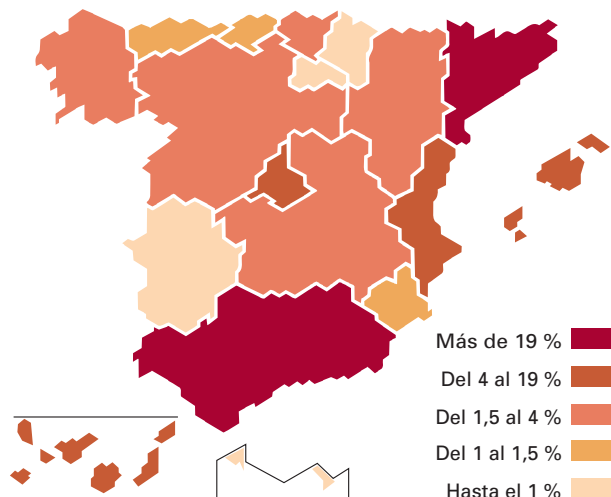 Más de 19 %
Del 4 al 19 %
Del 1,5 al 4 %
Del 1 al 1,5 %
Hasta el 1 %